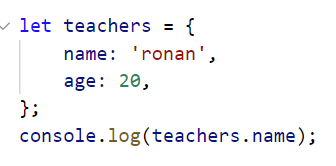 let teachers = {
    name: 'ronan',
    age: 20,
};
console.log(teachers.name);